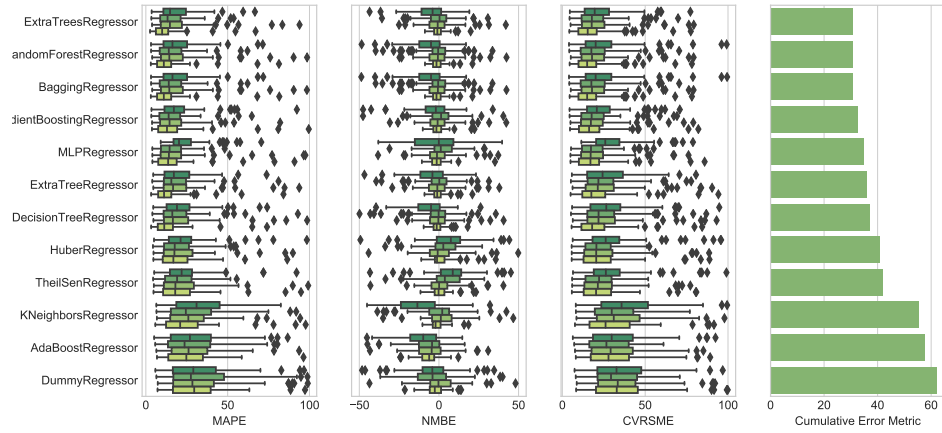 ExtraTreesRegressor
andomForestRegressor
BaggingRegressor
dientBoostingRegressor
MLPRegressor
ExtraTreeRegressor
DecisionTreeRegressor
HuberRegressor
TheilSenRegressor
KNeighborsRegressor
AdaBoostRegressor
DummyRegressor
0 50 100 −50 0 50 0 50 100 0 20 40 60
MAPE NMBE CVRSME Cumulative Error Metric